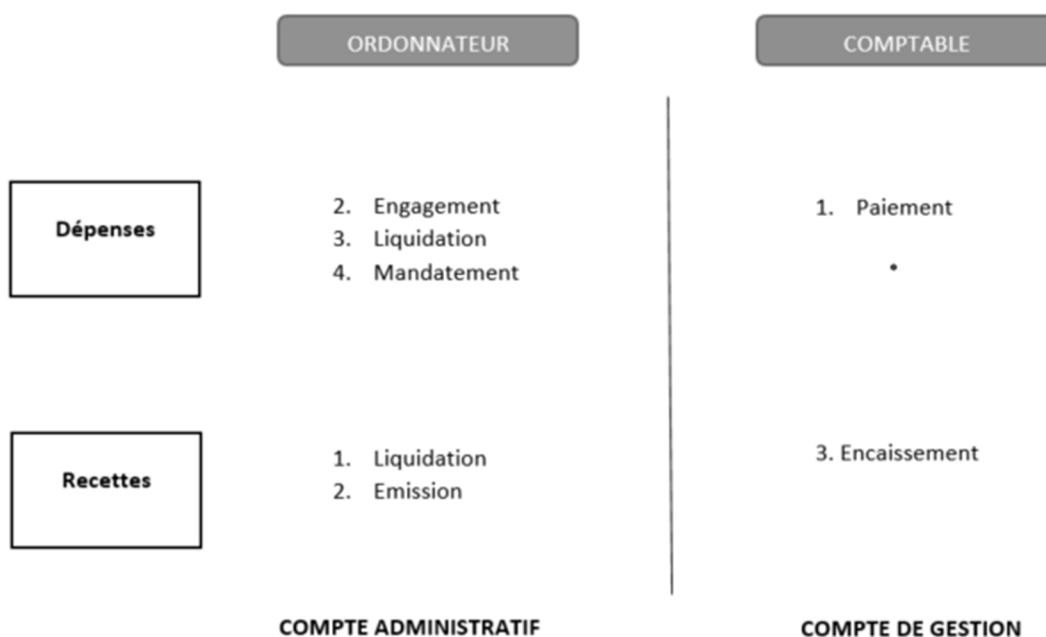 ORDONNATEUR
COMPTABLE
Dépenses
2. Engagement
3. Liquidation
4. Mandatement
1. Paiement
Recettes
1. Liquidation
2. Emission
3. Encaissement
COMPTE ADMINISTRATIF
COMPTE DE GESTION